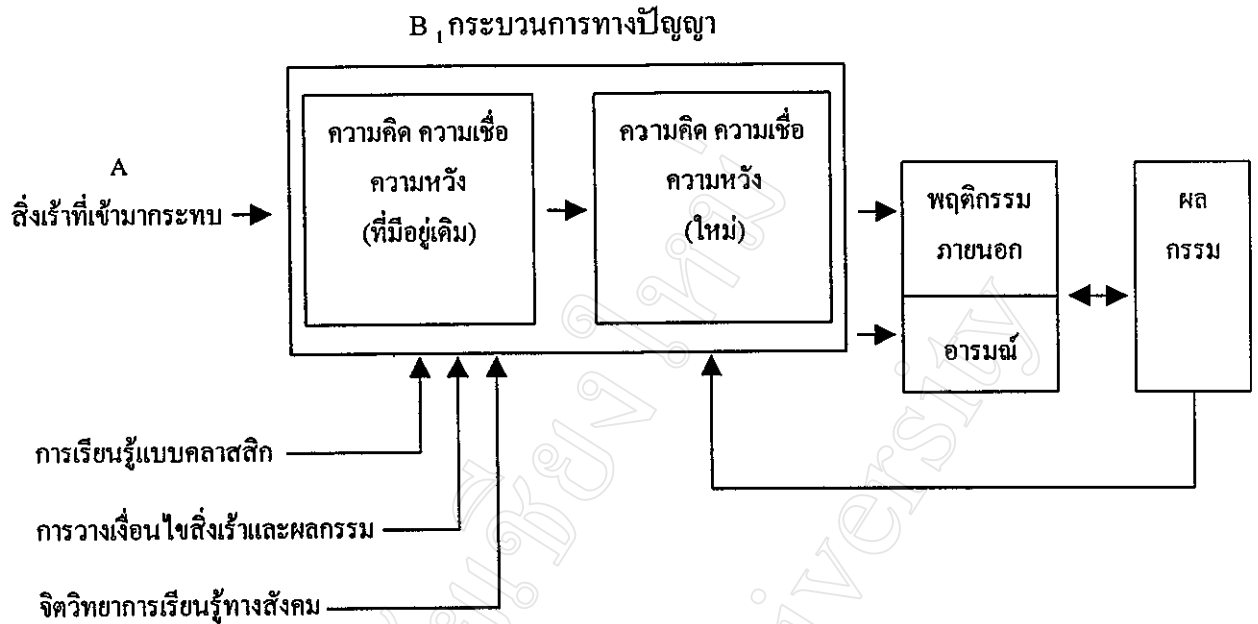 B 1 กระบวนการทางปัญญา
A
สิ่งเร้าที่เข้ามากระทบ
ความคิด ความเชื่อ
ความหวัง
(ที่มีอยู่เดิม)
ความคิด ความเชื่อ
ความหวัง
(ใหม่)
พฤติกรรม
ภายนอก
อารมณ์
ผล
กรรม
การเรียนรู้แบบคลาสสิก
การวางเงื่อนไขสิ่งเร้าและผลกรรม
จิตวิทยาการเรียนรู้ทางสังคม